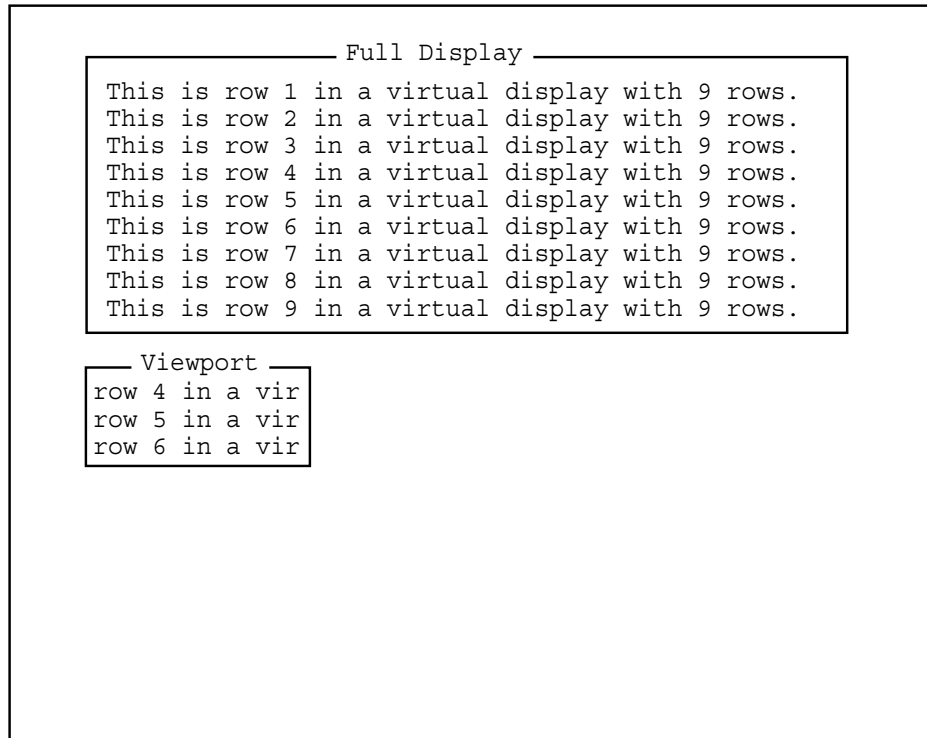 Full Display
This is row 1 in a virtual display with 9 rows.
This is row 2 in a virtual display with 9 rows.
This is row 3 in a virtual display with 9 rows.
This is row 4 in a virtual display with 9 rows.
This is row 5 in a virtual display with 9 rows.
This is row 6 in a virtual display with 9 rows.
This is row 7 in a virtual display with 9 rows.
This is row 8 in a virtual display with 9 rows.
This is row 9 in a virtual display with 9 rows.
Viewport
row 4 in a vir
row 5 in a vir
row 6 in a vir